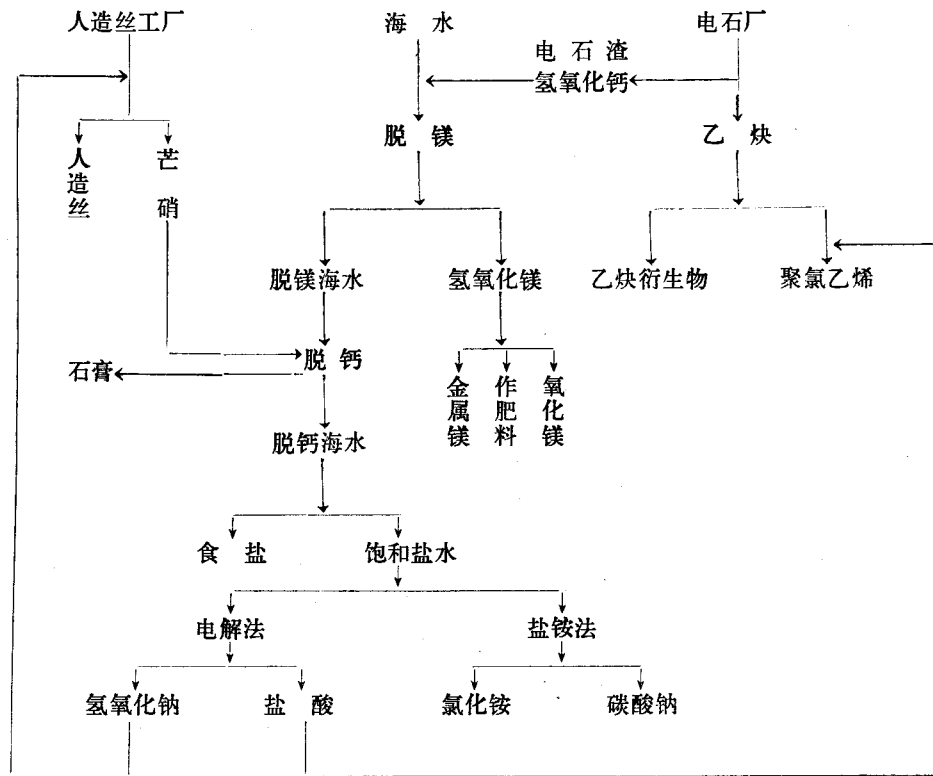 人造丝工厂
海水
电石厂
电石渣
氢氧化钙
脱镁
乙炔
人造丝
芒硝
脱镁海水
氢氧化镁
乙炔衍生物
聚氯乙烯
脱钙
石膏
金属镁
作肥料
氧化镁
脱钙海水
食盐
饱和盐水
电解法
盐铵法
氢氧化钠
盐酸
氯化铵
碳酸钠